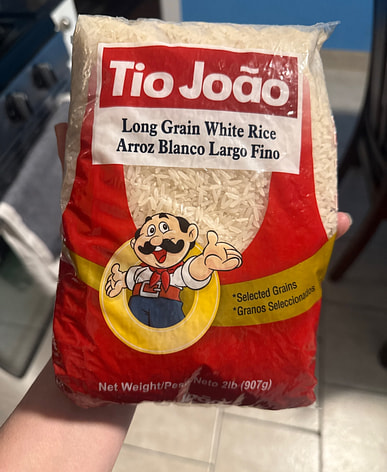 Tio João
Long Grain White Rice
Arroz Blanco Largo Fino
*Selected Grains
*Granos Seleccionados
Net Weight/Peso Neto 2lb (907g)